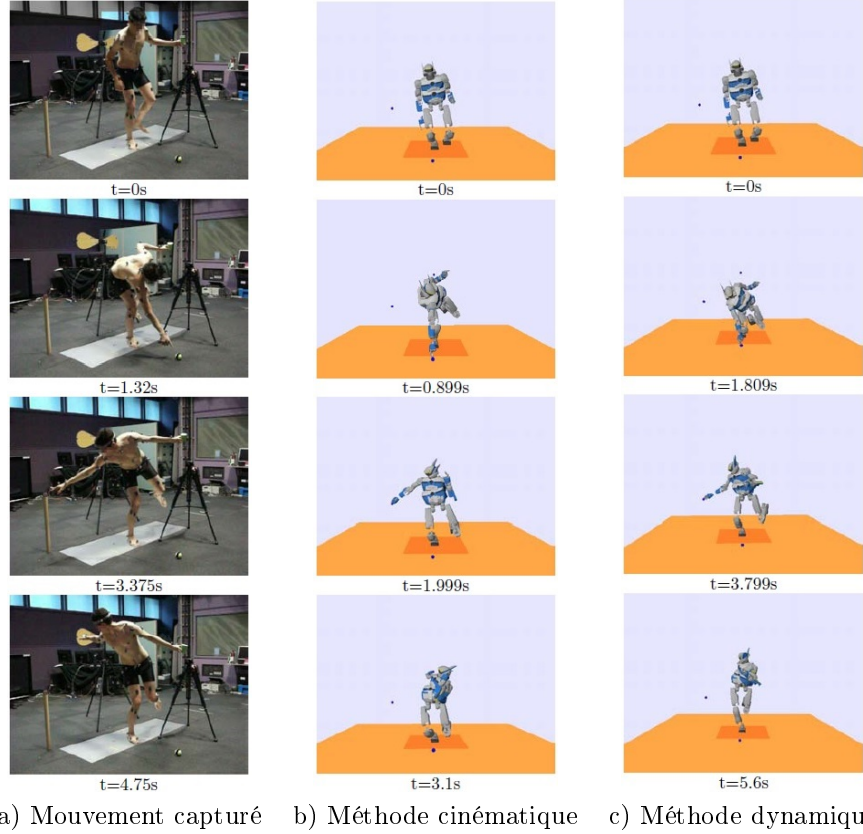 t=0s t=0s t=0s
t=1.32s t=0.899s t=1.809s
t=3.375s t=1.999s t=3.799s
t=4.75s t=3.1s t=5.6s
a) Mouvement capturé b) Méthode cinématique c) Méthode dynamiqu